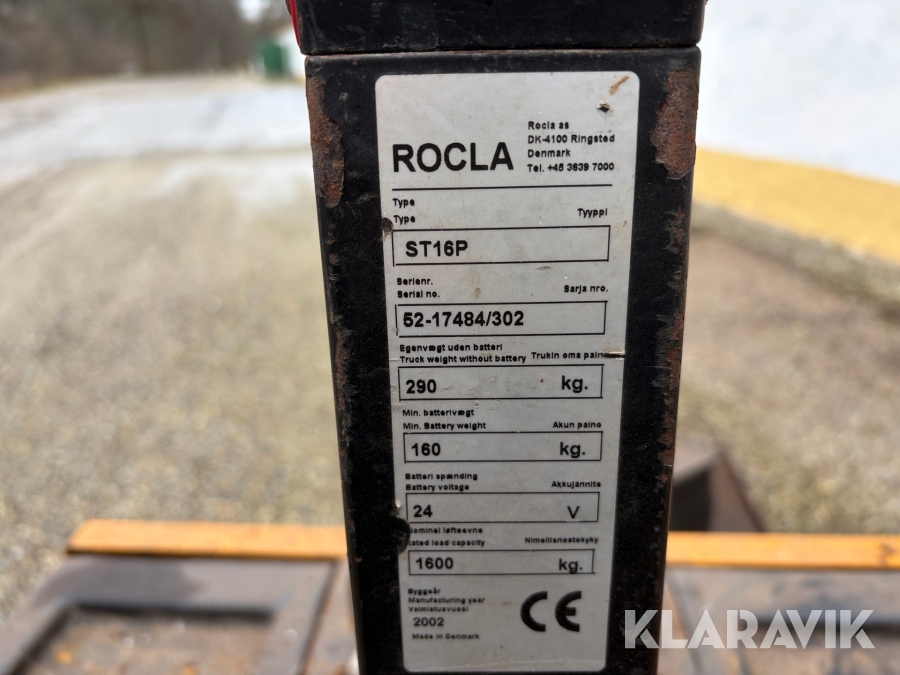 ROCLA
Rocla as
DK-4100 Ringsted
Denmark
Tel. +45 3639 7000
Type
Type Tyyppi
ST16P
Serienr.
Serial no. Sarja nro.
52-17484/302
Egenvægt uden batteri
Truck weight without battery Trukin oma paino
290 kg.
Min. batterivægt
Min. Battery weight Akun paino
160 kg.
Batteri spænding
Battery voltage Akkujännite
24 V
Nominel løfteevne
Rated load capacity Nimellisnostokyky
1600 kg.
Byggeår
Manufacturing year
Valmistusvuosi
2002
Made in Denmark
CE
KLARAVIK